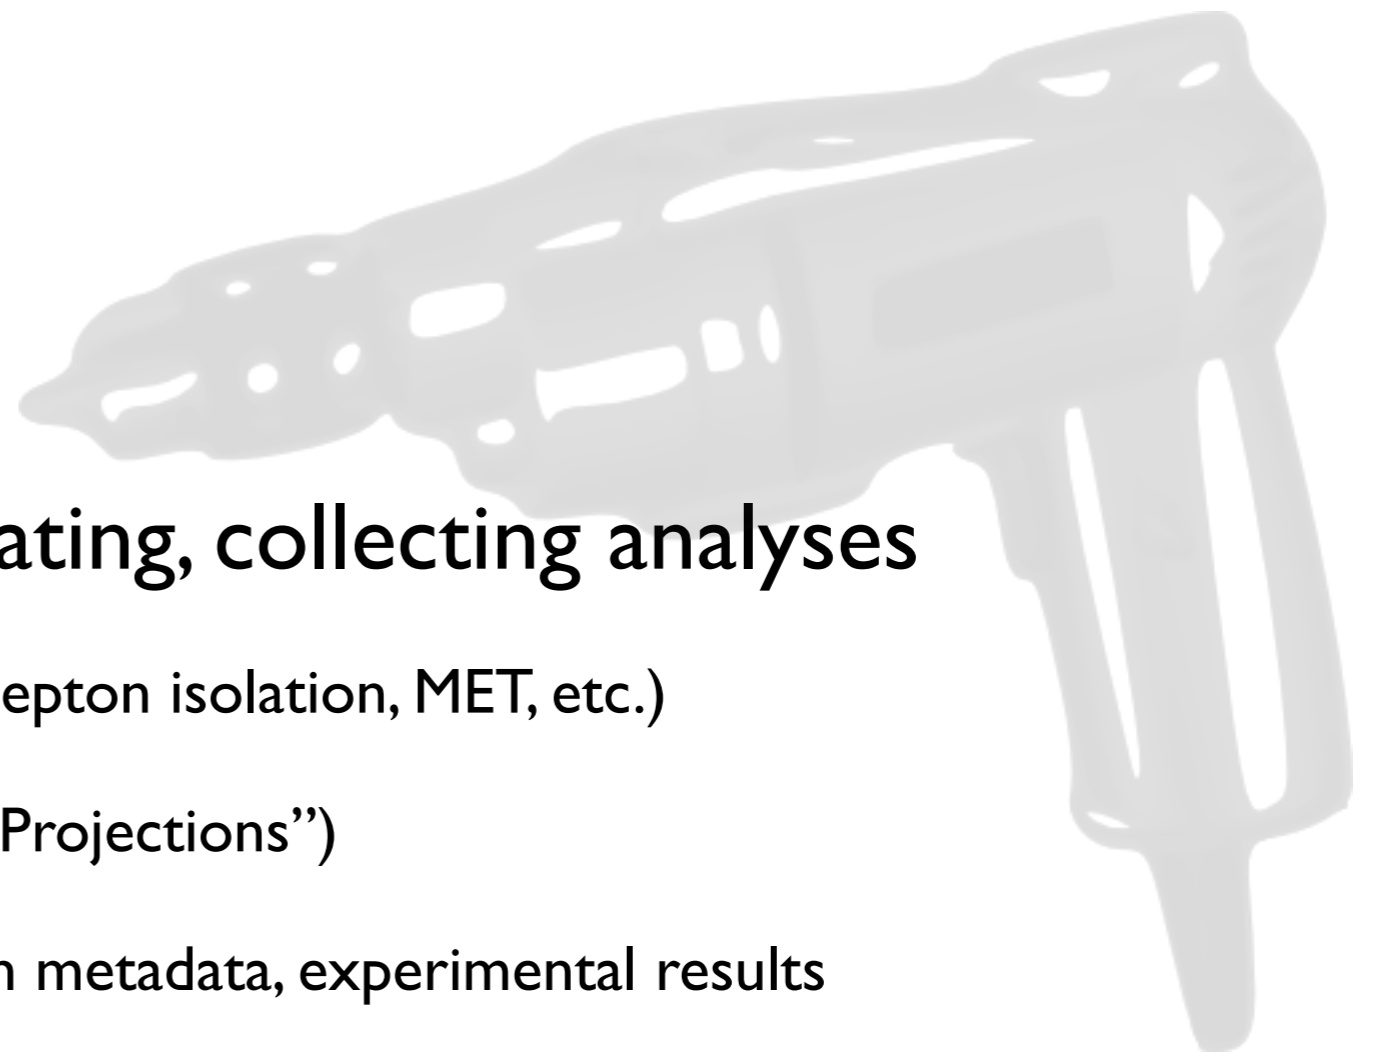 ating, collecting analyses
epton isolation, MET, etc.)
Projections”)
n metadata, experimental results